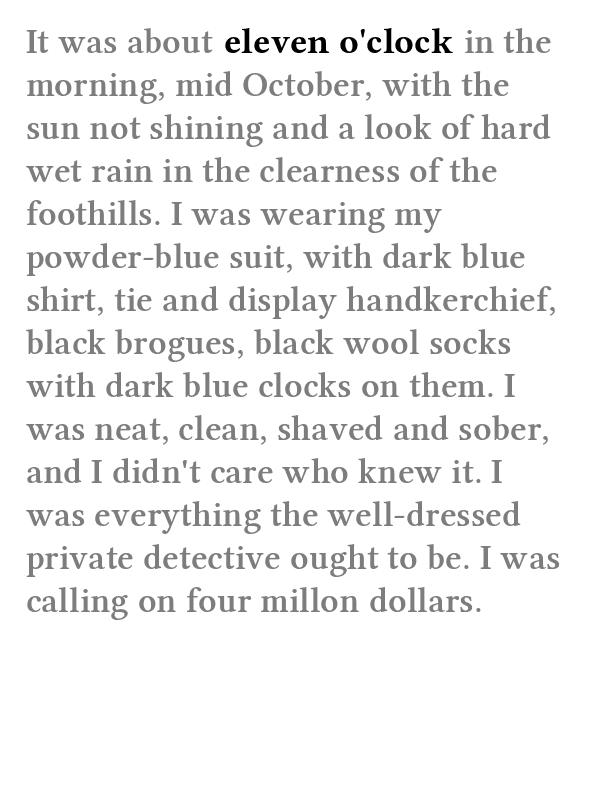 It was about eleven o'clock in the
morning, mid October, with the
sun not shining and a look of hard
wet rain in the clearness of the
foothills. I was wearing my
powder-blue suit, with dark blue
shirt, tie and display handkerchief,
black brogues, black wool socks
with dark blue clocks on them. I
was neat, clean, shaved and sober,
and I didn't care who knew it. I
was everything the well-dressed
private detective ought to be. I was
calling on four millon dollars.